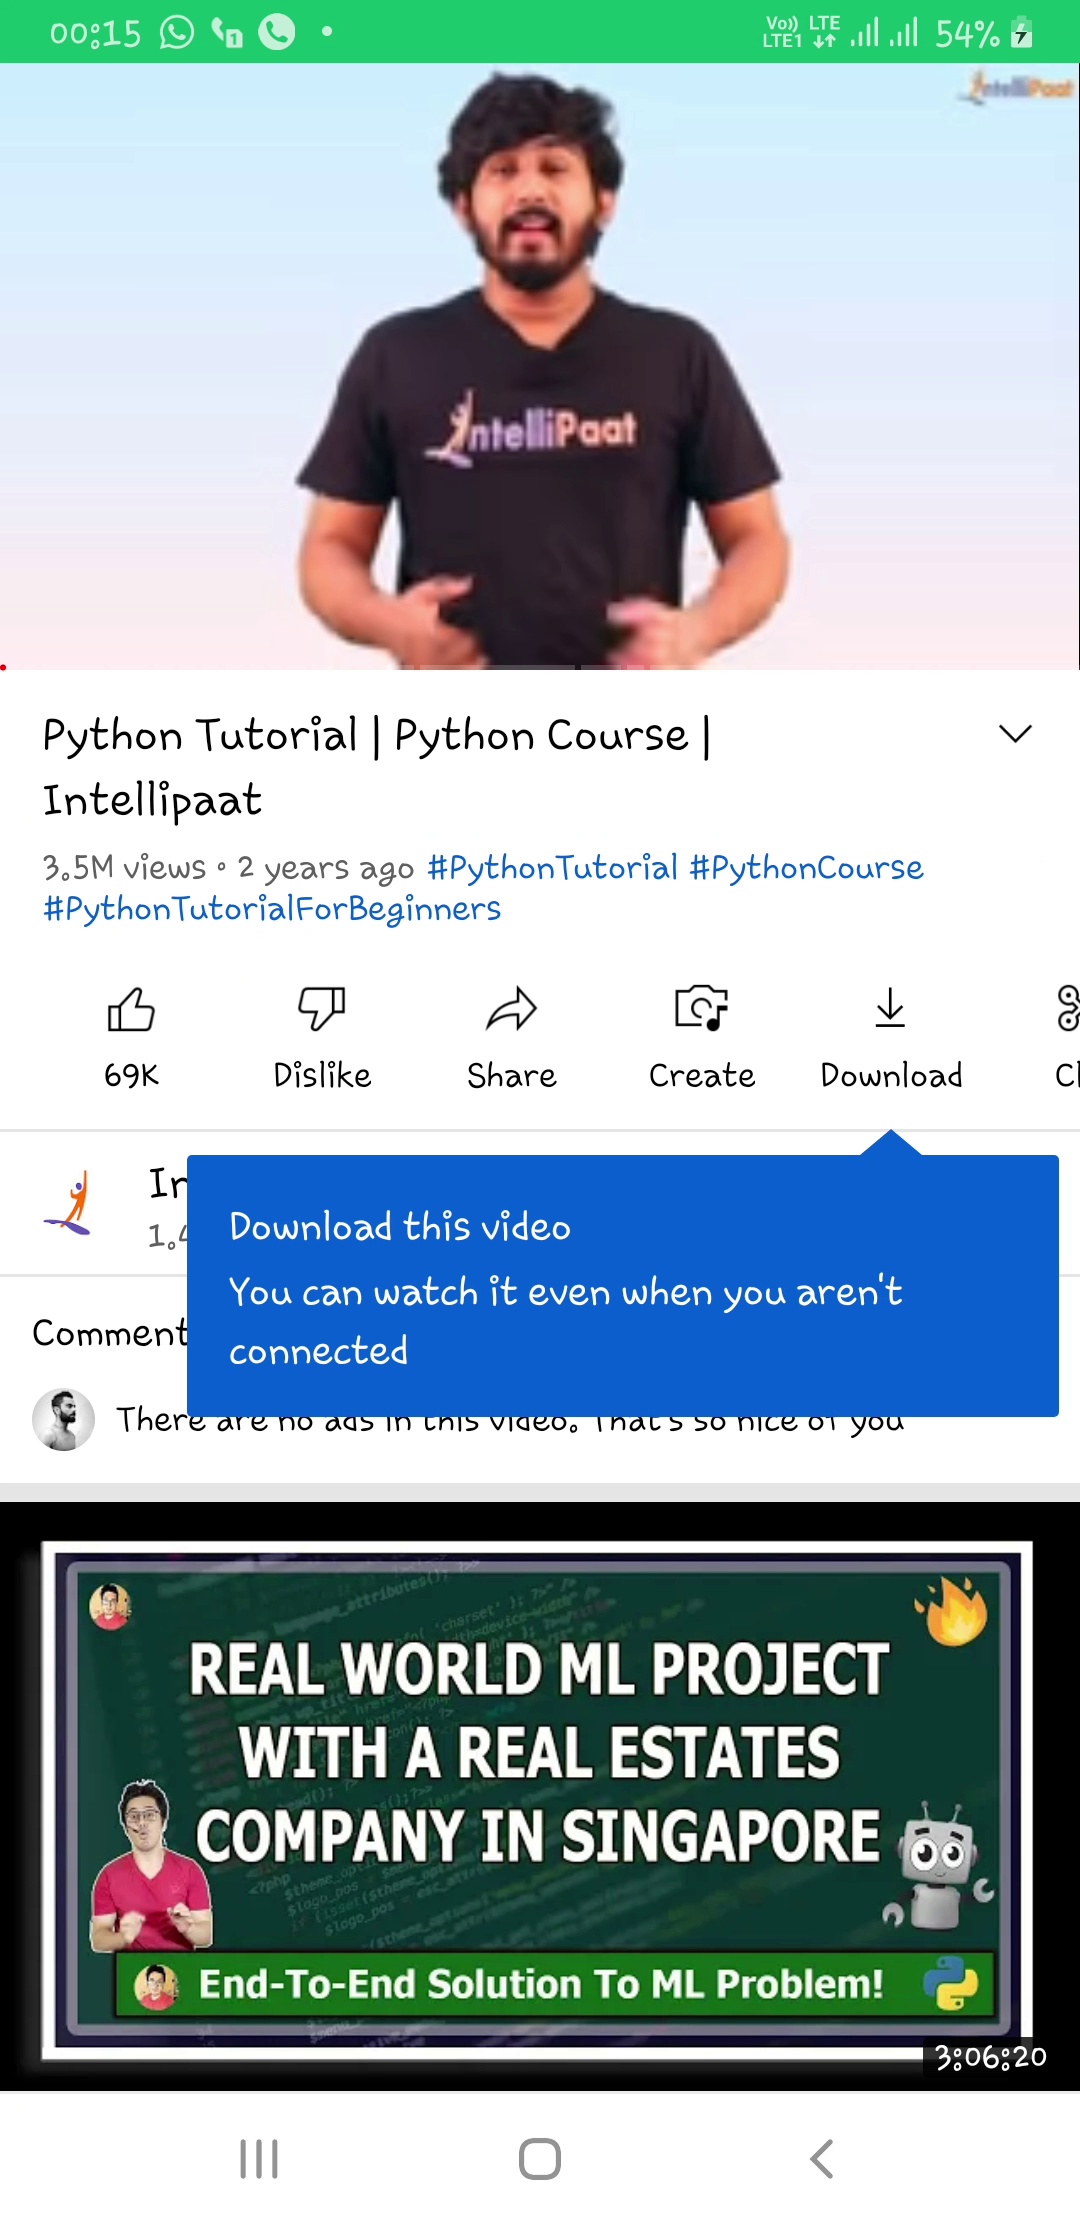 00:15
Vo)) LTE
LTE1
54%
IntelliPaat
IntelliPaat
Python Tutorial | Python Course |
Intellipaat
3.5M views • 2 years ago #PythonTutorial #PythonCourse
#PythonTutorialForBeginners
69K Dislike Share Create Download
Download this video
You can watch it even when you aren't
connected
1.4
Comment
There are no ads in this video. That's so nice of you
REAL WORLD ML PROJECT
WITH A REAL ESTATES
COMPANY IN SINGAPORE
End-To-End Solution To ML Problem!
3:06:20